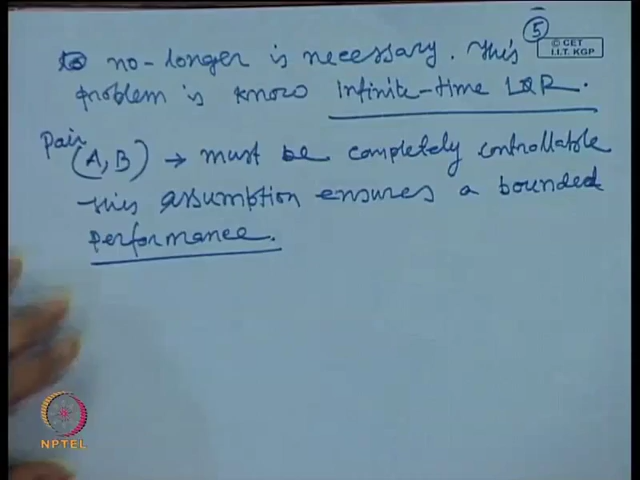 5
© CET
I.I.T. KGP
no-longer is necessary. This
problem is know infinite-time LQR.
Pair
(A, B) → must be completely controllable
this assumption ensures a bounded
performance.
NPTEL